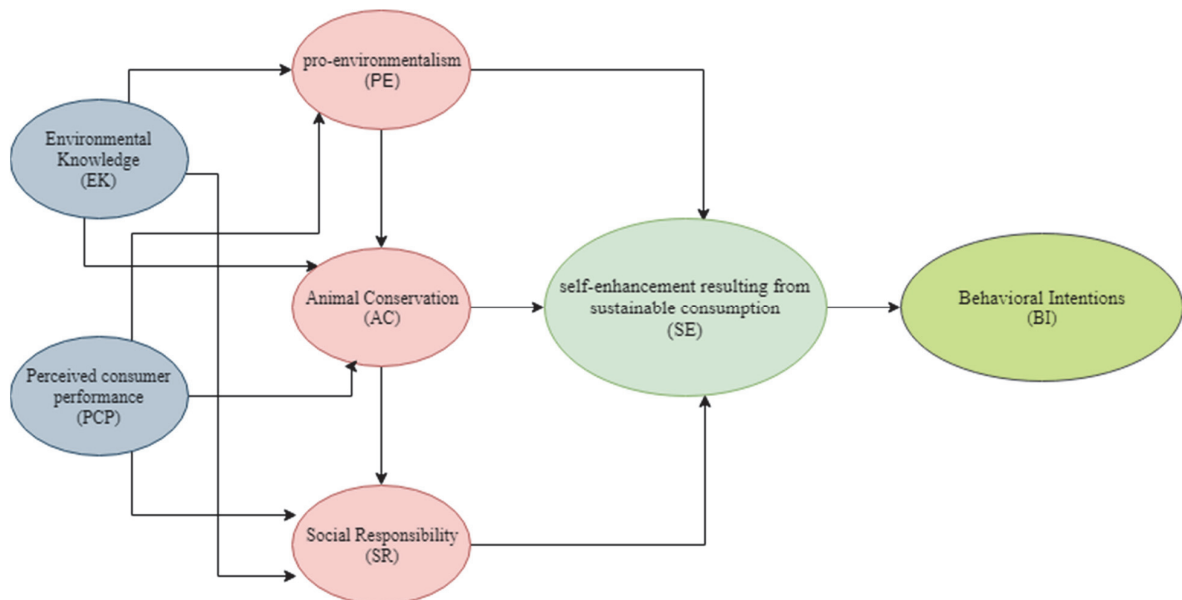 pro-environmentalism
(PE)
Environmental
Knowledge
(EK)
Animal Conservation
(AC)
self-enhancement resulting from
sustainable consumption
(SE)
Behavioral Intentions
(BI)
Perceived consumer
performance
(PCP)
Social Responsibility
(SR)